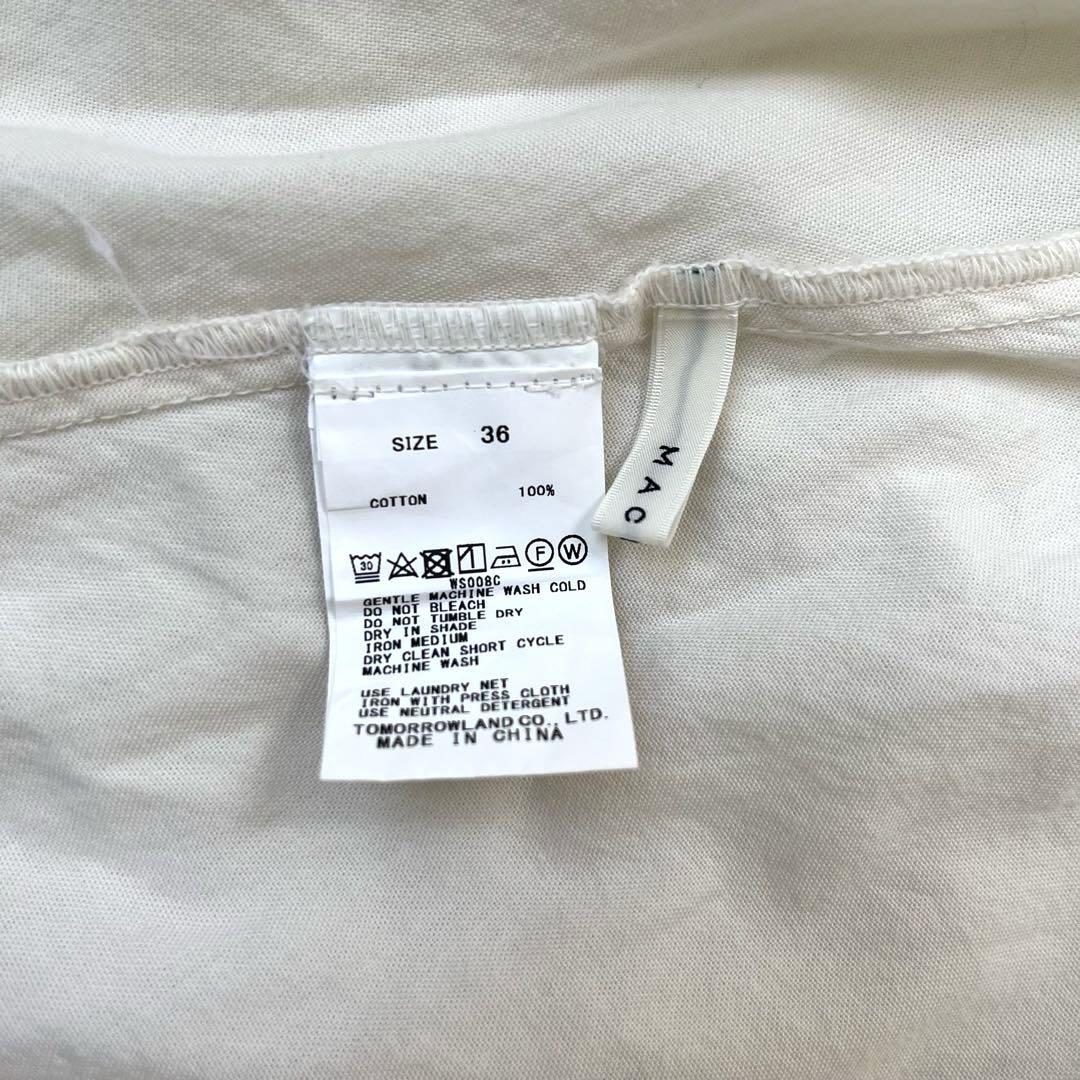 SIZE 36
COTTON 100%
30 F W
WS008C
GENTLE MACHINE WASH COLD
DO NOT BLEACH
DO NOT TUMBLE DRY
DRY IN SHADE
IRON MEDIUM
DRY CLEAN SHORT CYCLE
MACHINE WASH
USE LAUNDRY NET
IRON WITH PRESS CLOTH
USE NEUTRAL DETERGENT
TOMORROWLAND CO., LTD.
MADE IN CHINA
MAC